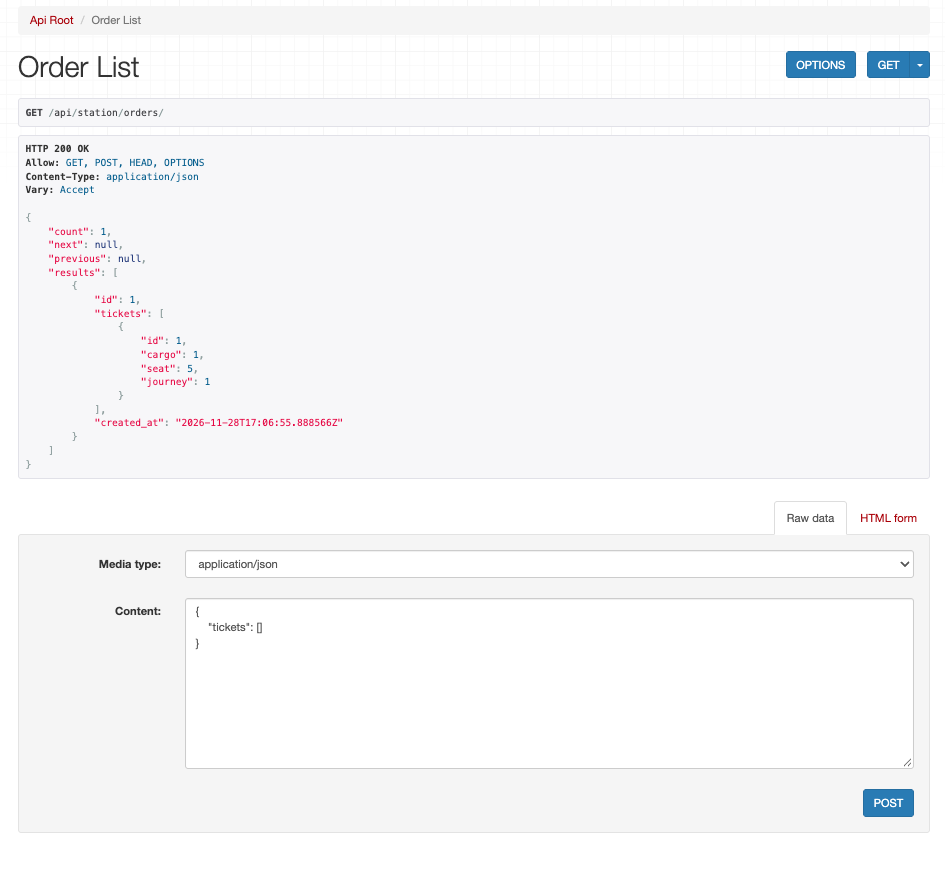 Api Root / Order List
Order List
OPTIONS
GET
GET /api/station/orders/
HTTP 200 OK
Allow: GET, POST, HEAD, OPTIONS
Content-Type: application/json
Vary: Accept
{
    "count": 1,
    "next": null,
    "previous": null,
    "results": [
        {
            "id": 1,
            "tickets": [
                {
                    "id": 1,
                    "cargo": 1,
                    "seat": 5,
                    "journey": 1
                }
            ],
            "created_at": "2026-11-28T17:06:55.888566Z"
        }
    ]
}
Raw data
HTML form
Media type:
application/json
Content:
{
    "tickets": []
}
POST